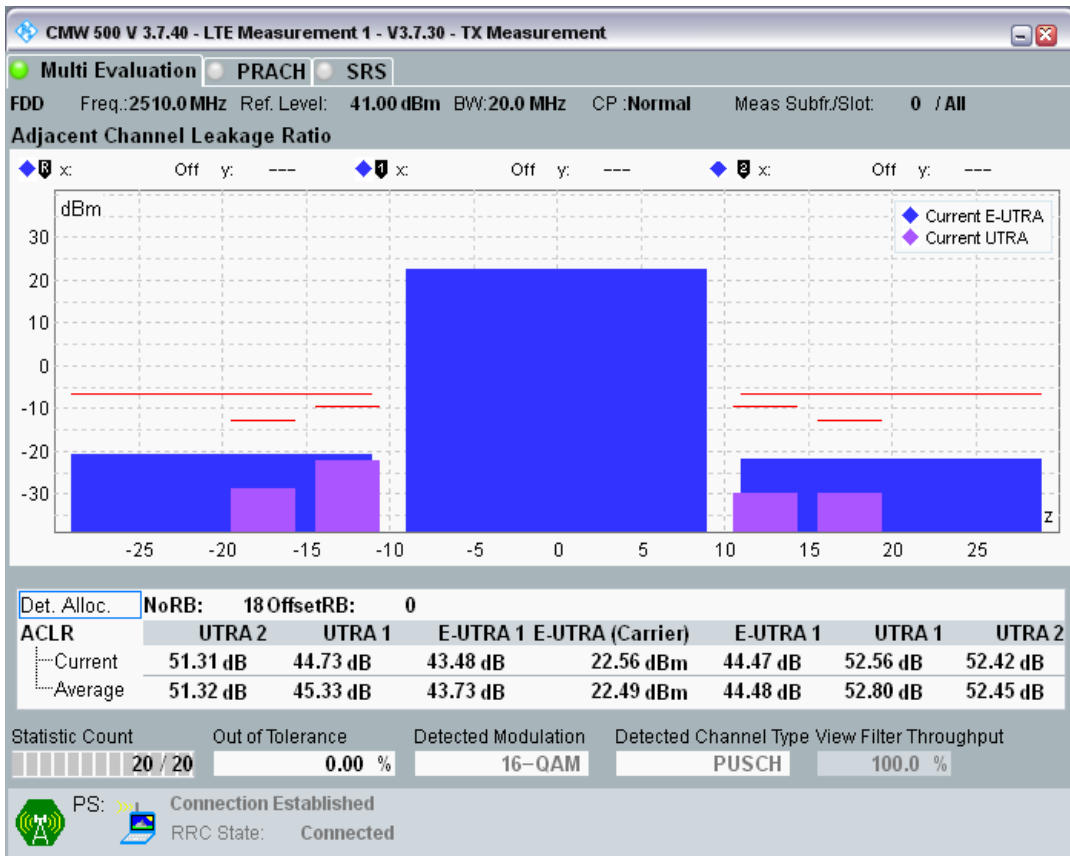 CMW 500 V 3.7.40 - LTE Measurement 1 - V3.7.30 - TX Measurement
Multi Evaluation PRACH SRS
FDD Freq.:2510.0 MHz Ref. Level: 41.00 dBm BW:20.0 MHz CP :Normal Meas Subfr./Slot: 0 / All
Adjacent Channel Leakage Ratio
R x: Off y: --- 1 x: Off y: --- 2 x: Off y: ---
dBm
Current E-UTRA
Current UTRA
30
20
10
0
-10
-20
-30
z
-25 -20 -15 -10 -5 0 5 10 15 20 25
Det. Alloc. NoRB: 18 OffsetRB: 0
ACLR UTRA 2 UTRA 1 E-UTRA 1 E-UTRA (Carrier) E-UTRA 1 UTRA 1 UTRA 2
Current 51.31 dB 44.73 dB 43.48 dB 22.56 dBm 44.47 dB 52.56 dB 52.42 dB
Average 51.32 dB 45.33 dB 43.73 dB 22.49 dBm 44.48 dB 52.80 dB 52.45 dB
Statistic Count Out of Tolerance Detected Modulation Detected Channel Type View Filter Throughput
20 / 20 0.00 % 16-QAM PUSCH 100.0 %
PS: Connection Established
RRC State: Connected